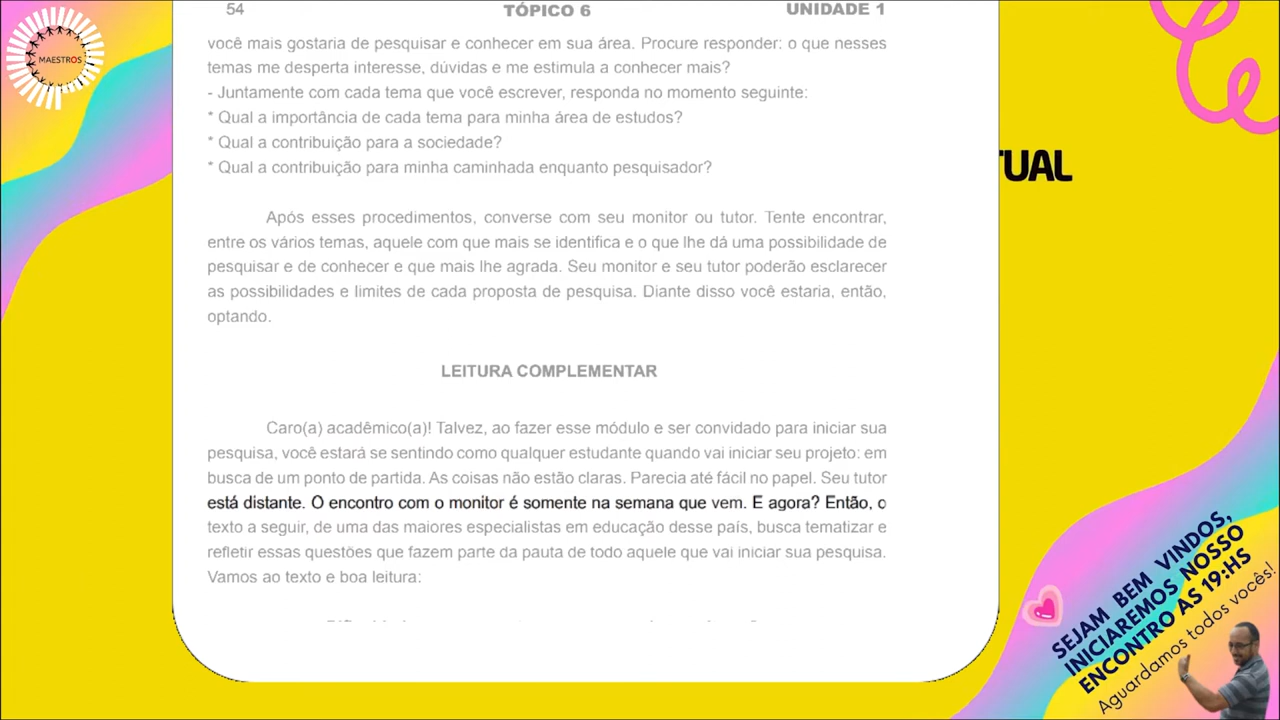 MAESTROS
54 TÓPICO 6 UNIDADE 1
você mais gostaria de pesquisar e conhecer em sua área. Procure responder: o que nesses
temas me desperta interesse, dúvidas e me estimula a conhecer mais?
- Juntamente com cada tema que você escrever, responda no momento seguinte:
* Qual a importância de cada tema para minha área de estudos?
* Qual a contribuição para a sociedade?
* Qual a contribuição para minha caminhada enquanto pesquisador?
Após esses procedimentos, converse com seu monitor ou tutor. Tente encontrar,
entre os vários temas, aquele com que mais se identifica e o que lhe dá uma possibilidade de
pesquisar e de conhecer e que mais lhe agrada. Seu monitor e seu tutor poderão esclarecer
as possibilidades e limites de cada proposta de pesquisa. Diante disso você estaria, então,
optando.
LEITURA COMPLEMENTAR
Caro(a) acadêmico(a)! Talvez, ao fazer esse módulo e ser convidado para iniciar sua
pesquisa, você estará se sentindo como qualquer estudante quando vai iniciar seu projeto: em
busca de um ponto de partida. As coisas não estão claras. Parecia até fácil no papel. Seu tutor
está distante. O encontro com o monitor é somente na semana que vem. E agora? Então, o
texto a seguir, de uma das maiores especialistas em educação desse país, busca tematizar e
refletir essas questões que fazem parte da pauta de todo aquele que vai iniciar sua pesquisa.
Vamos ao texto e boa leitura:
TUAL
SEJAM BEM VINDOS,
INICIAREMOS NOSSO
ENCONTRO AS 19:HS
Aguardamos todos vocês!